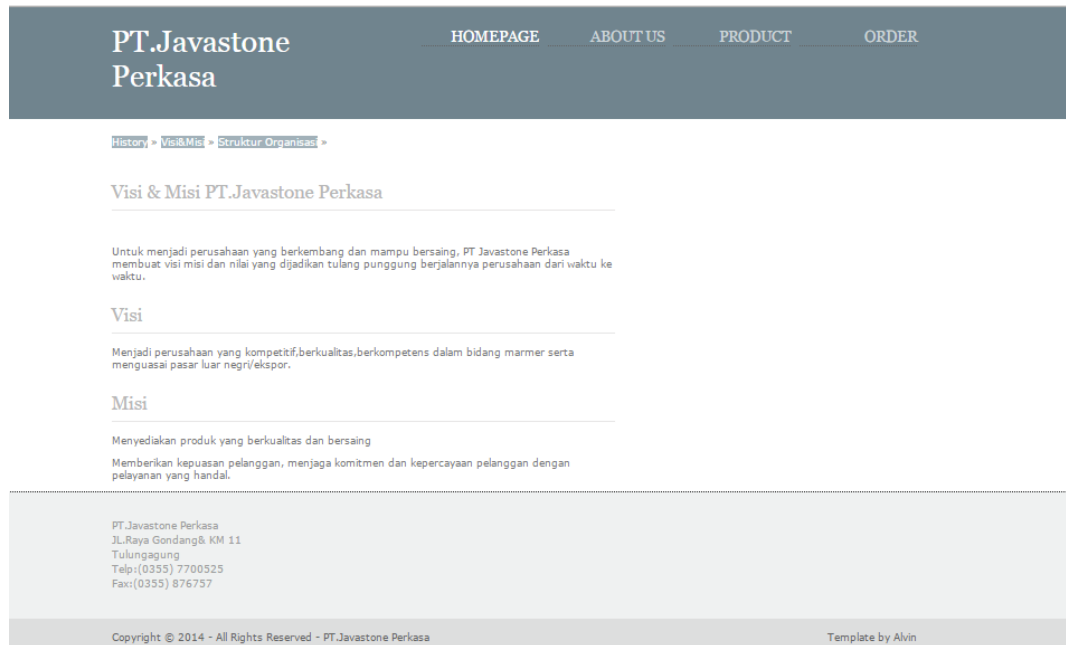 PT.Javastone
Perkasa
HOMEPAGE ABOUT US PRODUCT ORDER
History » Visi&Misi » Struktur Organisasi »
Visi & Misi PT.Javastone Perkasa
Untuk menjadi perusahaan yang berkembang dan mampu bersaing, PT Javastone Perkasa
membuat visi misi dan nilai yang dijadikan tulang punggung berjalannya perusahaan dari waktu ke
waktu.
Visi
Menjadi perusahaan yang kompetitif,berkualitas,berkompetens dalam bidang marmer serta
menguasai pasar luar negri/ekspor.
Misi
Menyediakan produk yang berkualitas dan bersaing
Memberikan kepuasan pelanggan, menjaga komitmen dan kepercayaan pelanggan dengan
pelayanan yang handal.
PT.Javastone Perkasa
JL.Raya Gondang& KM 11
Tulungagung
Telp:(0355) 7700525
Fax:(0355) 876757
Copyright © 2014 - All Rights Reserved - PT.Javastone Perkasa Template by Alvin